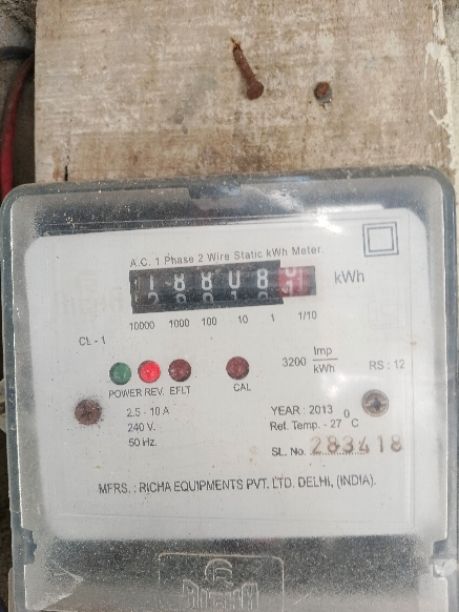 A.C. 1 Phase 2 Wire Static kWh Meter.
kWh
10000 1000 100 10 1 1/10
CL - 1
3200 Imp/kWh
RS : 12
POWER REV. EFLT CAL
2.5 - 10 A
240 V.
50 Hz.
YEAR : 2013
Ref. Temp. - 27 °C
SL. No. 283418
MFRS. : RICHA EQUIPMENTS PVT. LTD. DELHI, (INDIA).